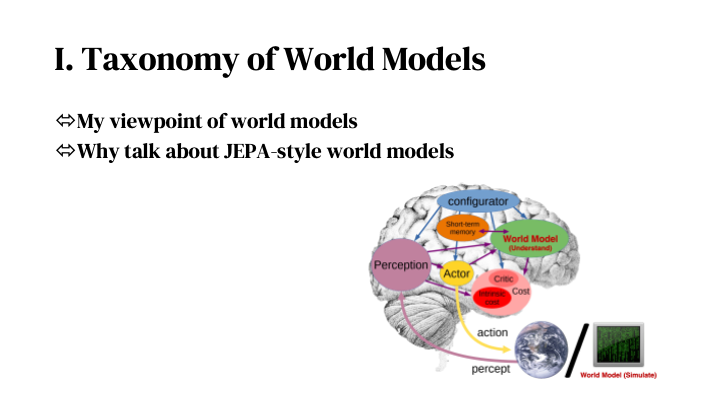 I. Taxonomy of World Models
⬄My viewpoint of world models
⬄Why talk about JEPA-style world models
configurator
Short-term
memory
World Model
(Understand)
Perception
Actor
Critic
Cost
Intrinsic
cost
action
percept
World Model (Simulate)